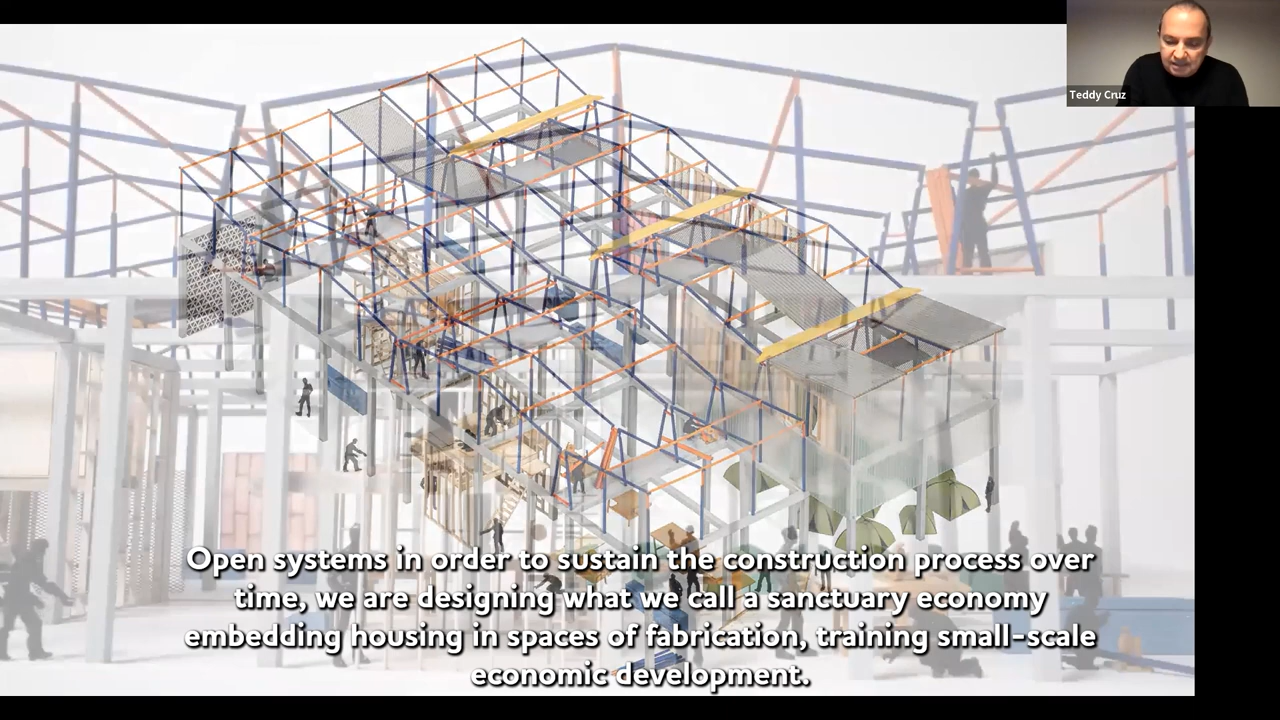 Teddy Cruz
Open systems in order to sustain the construction process over
time, we are designing what we call a sanctuary economy
embedding housing in spaces of fabrication, training small-scale
economic development.